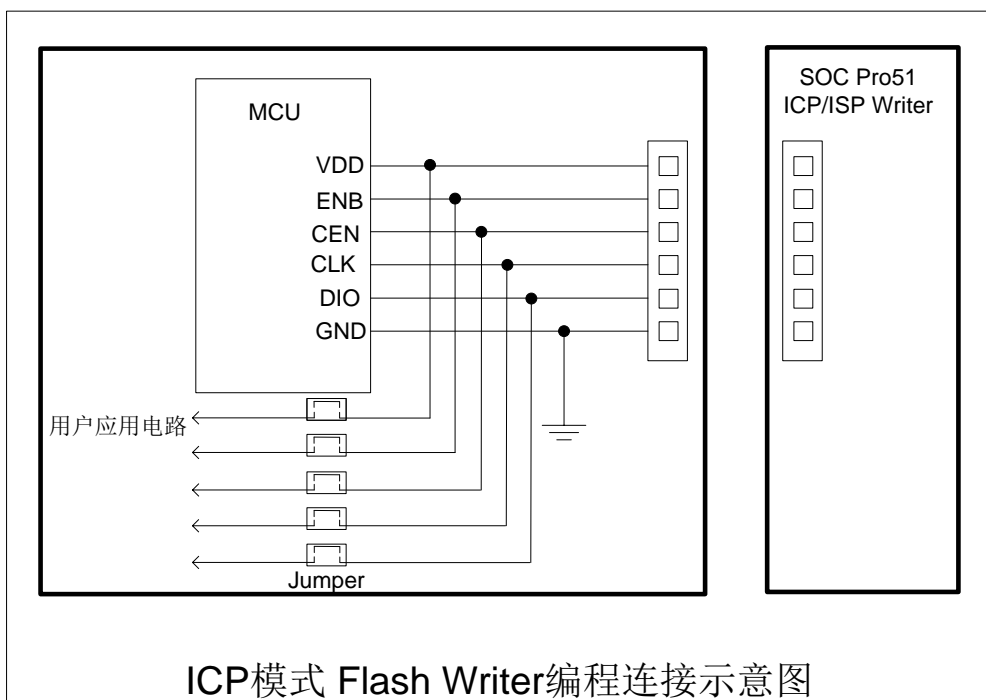 MCU
VDD
ENB
CEN
CLK
DIO
GND
SOC Pro51
ICP/ISP Writer
用户应用电路
Jumper
ICP模式 Flash Writer编程连接示意图